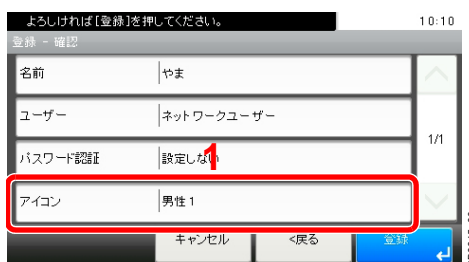 よろしければ[登録]を押してください。 10:10
登録 - 確認
名前 やま
ユーザー ネットワークユーザー
1/1
パスワード認証 設定しない
1
アイコン 男性 1
キャンセル <戻る 登録